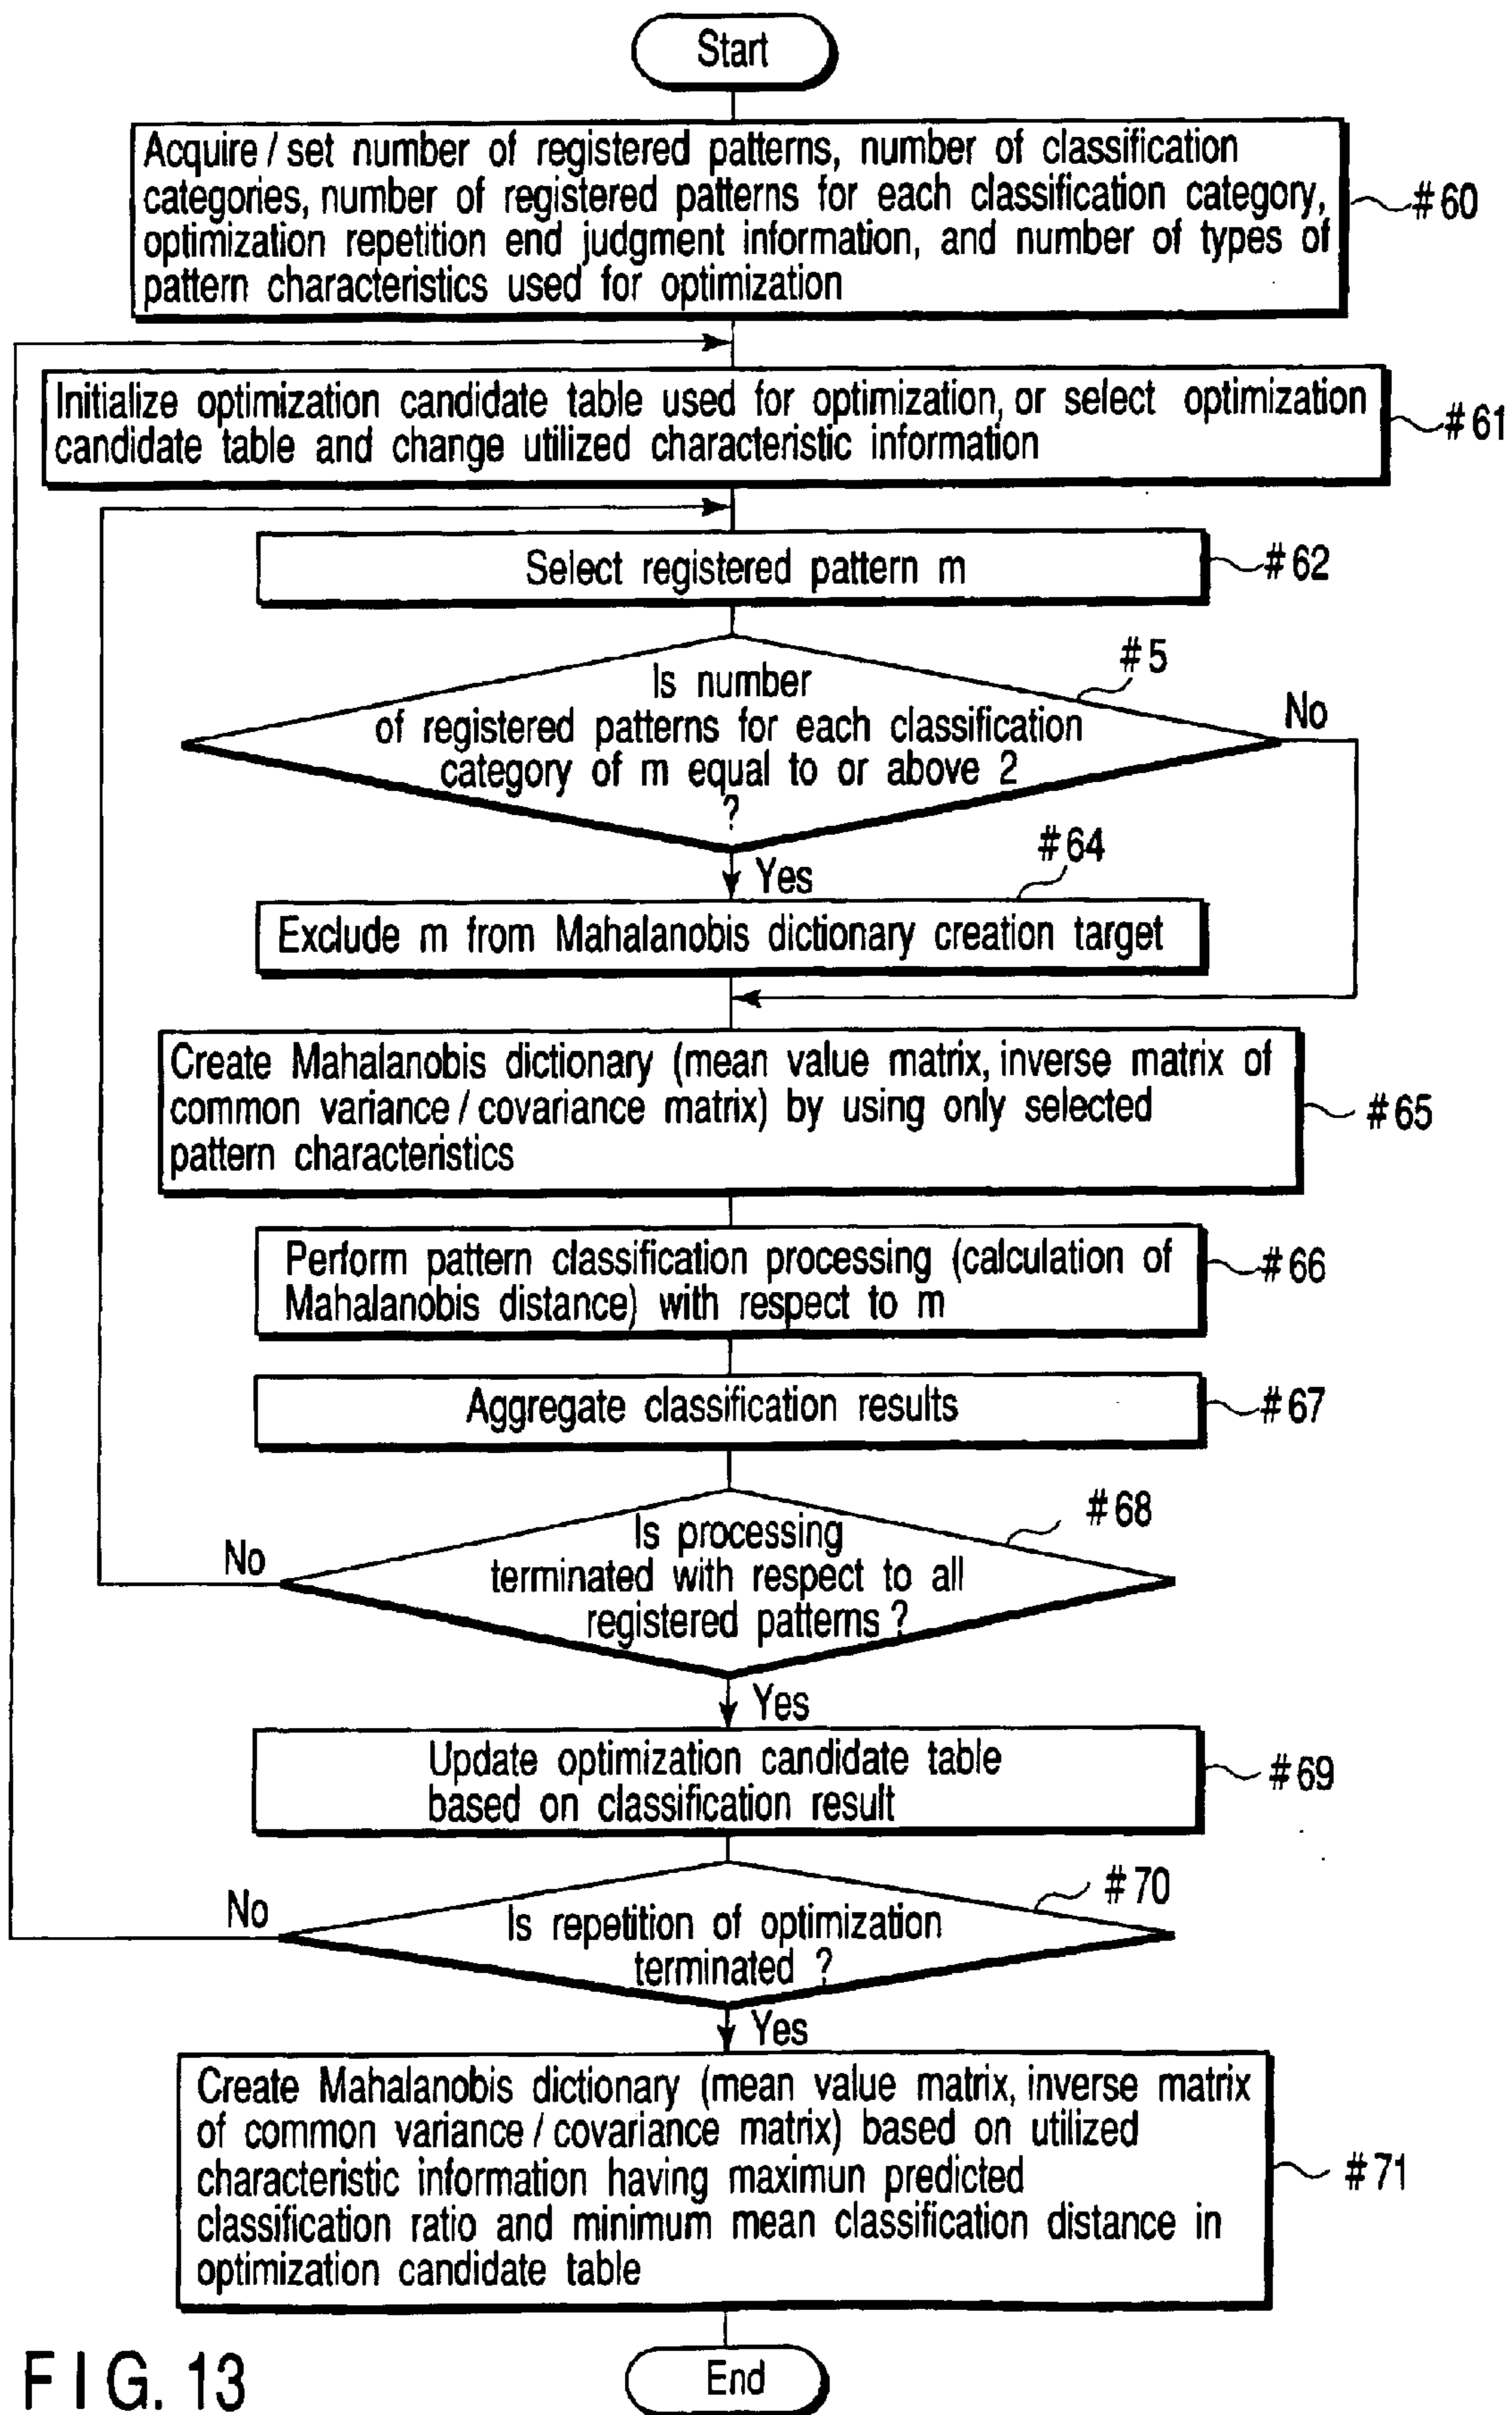 Start
Acquire / set number of registered patterns, number of classification
categories, number of registered patterns for each classification category,
optimization repetition end judgment information, and number of types of
pattern characteristics used for optimization
#60
Initialize optimization candidate table used for optimization, or select optimization
candidate table and change utilized characteristic information
#61
Select registered pattern m
#62
Is number
of registered patterns for each classification
category of m equal to or above 2
?
#5
No
Yes
#64
Exclude m from Mahalanobis dictionary creation target
Create Mahalanobis dictionary (mean value matrix, inverse matrix of
common variance / covariance matrix) by using only selected
pattern characteristics
#65
Perform pattern classification processing (calculation of
Mahalanobis distance) with respect to m
#66
Aggregate classification results
#67
Is processing
terminated with respect to all
registered patterns ?
#68
No
Yes
Update optimization candidate table
based on classification result
#69
Is repetition of optimization
terminated ?
#70
No
Yes
Create Mahalanobis dictionary (mean value matrix, inverse matrix
of common variance / covariance matrix) based on utilized
characteristic information having maximun predicted
classification ratio and minimum mean classification distance in
optimization candidate table
#71
End
FIG. 13